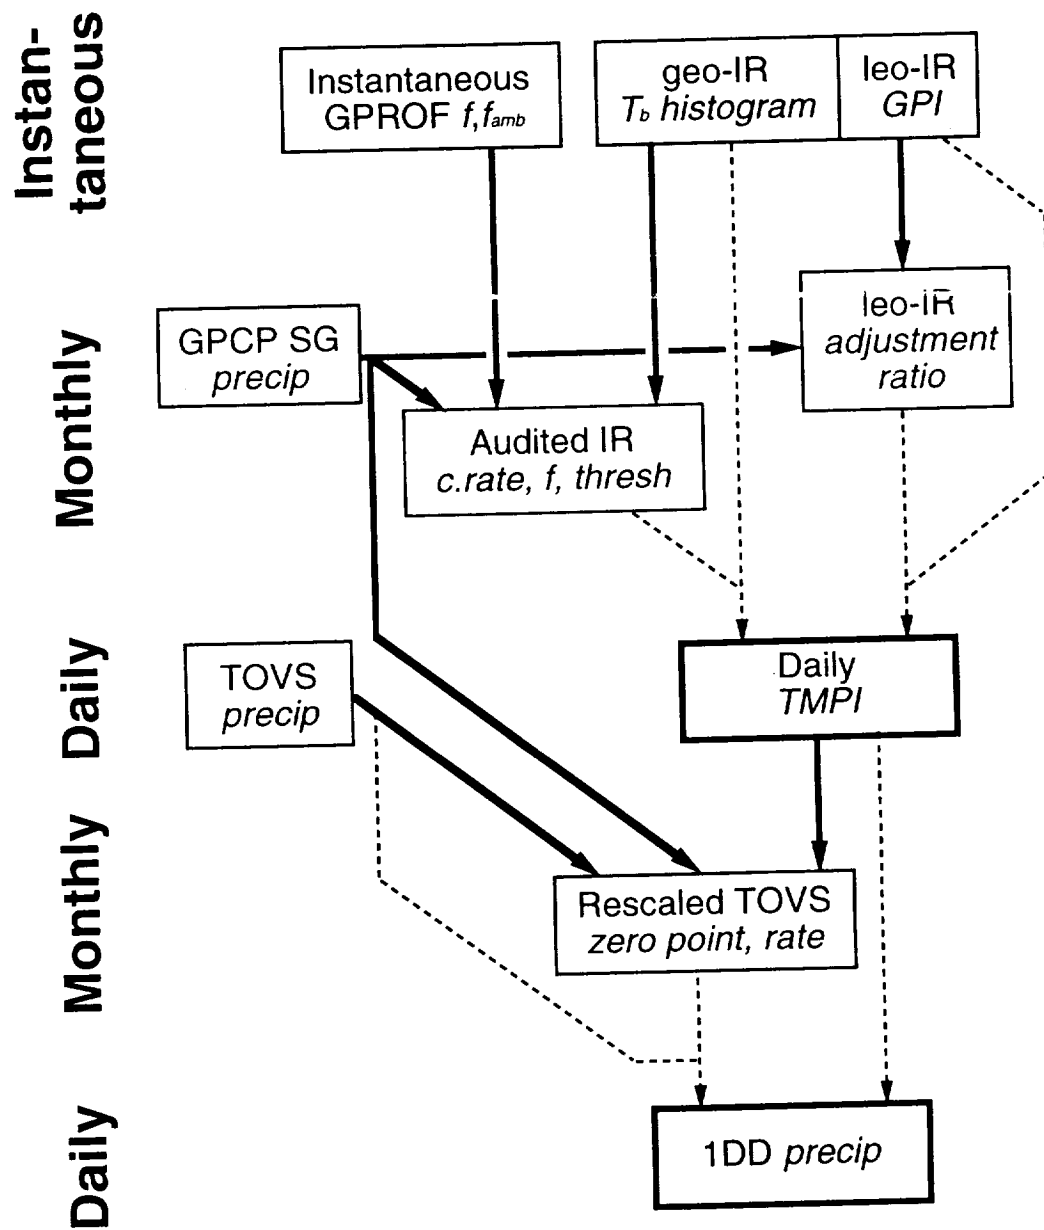 Instan-
taneous
Instantaneous
GPROF f,famb
geo-IR
Tb histogram
leo-IR
GPI
Monthly
GPCP SG
precip
leo-IR
adjustment
ratio
Audited IR
c.rate, f, thresh
Daily
TOVS
precip
Daily
TMPI
Monthly
Rescaled TOVS
zero point, rate
Daily
1DD precip